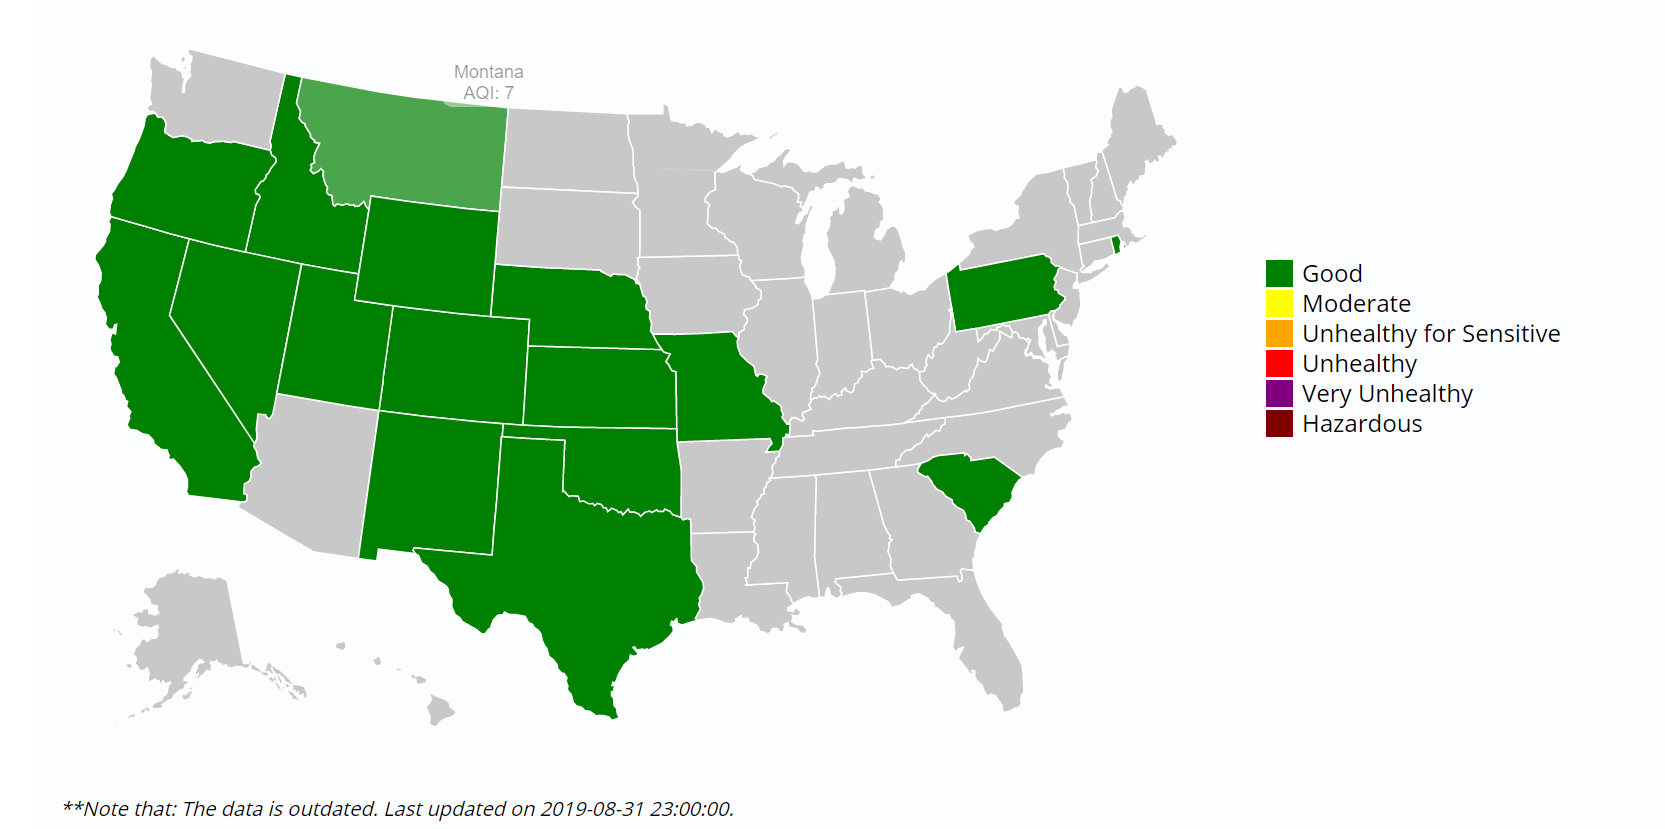 Montana
AQI: 7
Good
Moderate
Unhealthy for Sensitive
Unhealthy
Very Unhealthy
Hazardous
**Note that: The data is outdated. Last updated on 2019-08-31 23:00:00.